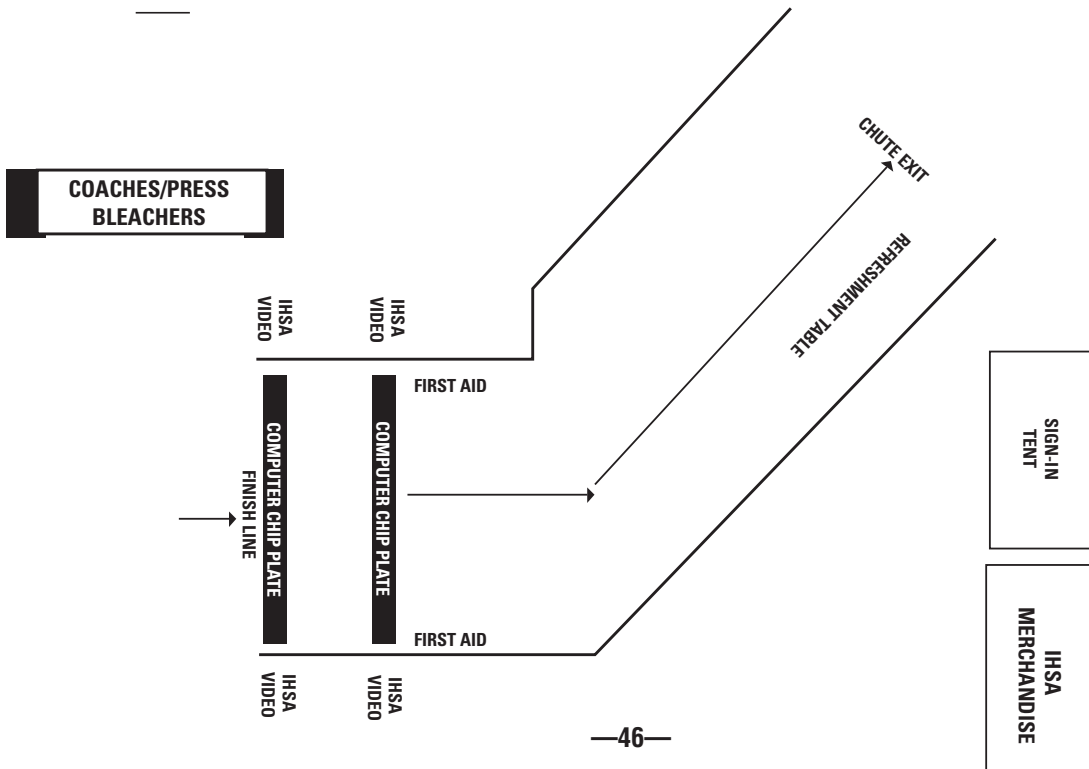 COACHES/PRESS
BLEACHERS
CHUTE EXIT
REFRESHMENT TABLE
IHSA
VIDEO
IHSA
VIDEO
FIRST AID
COMPUTER CHIP PLATE
COMPUTER CHIP PLATE
FINISH LINE
SIGN-IN
TENT
FIRST AID
IHSA
VIDEO
IHSA
VIDEO
IHSA
MERCHANDISE
—46—